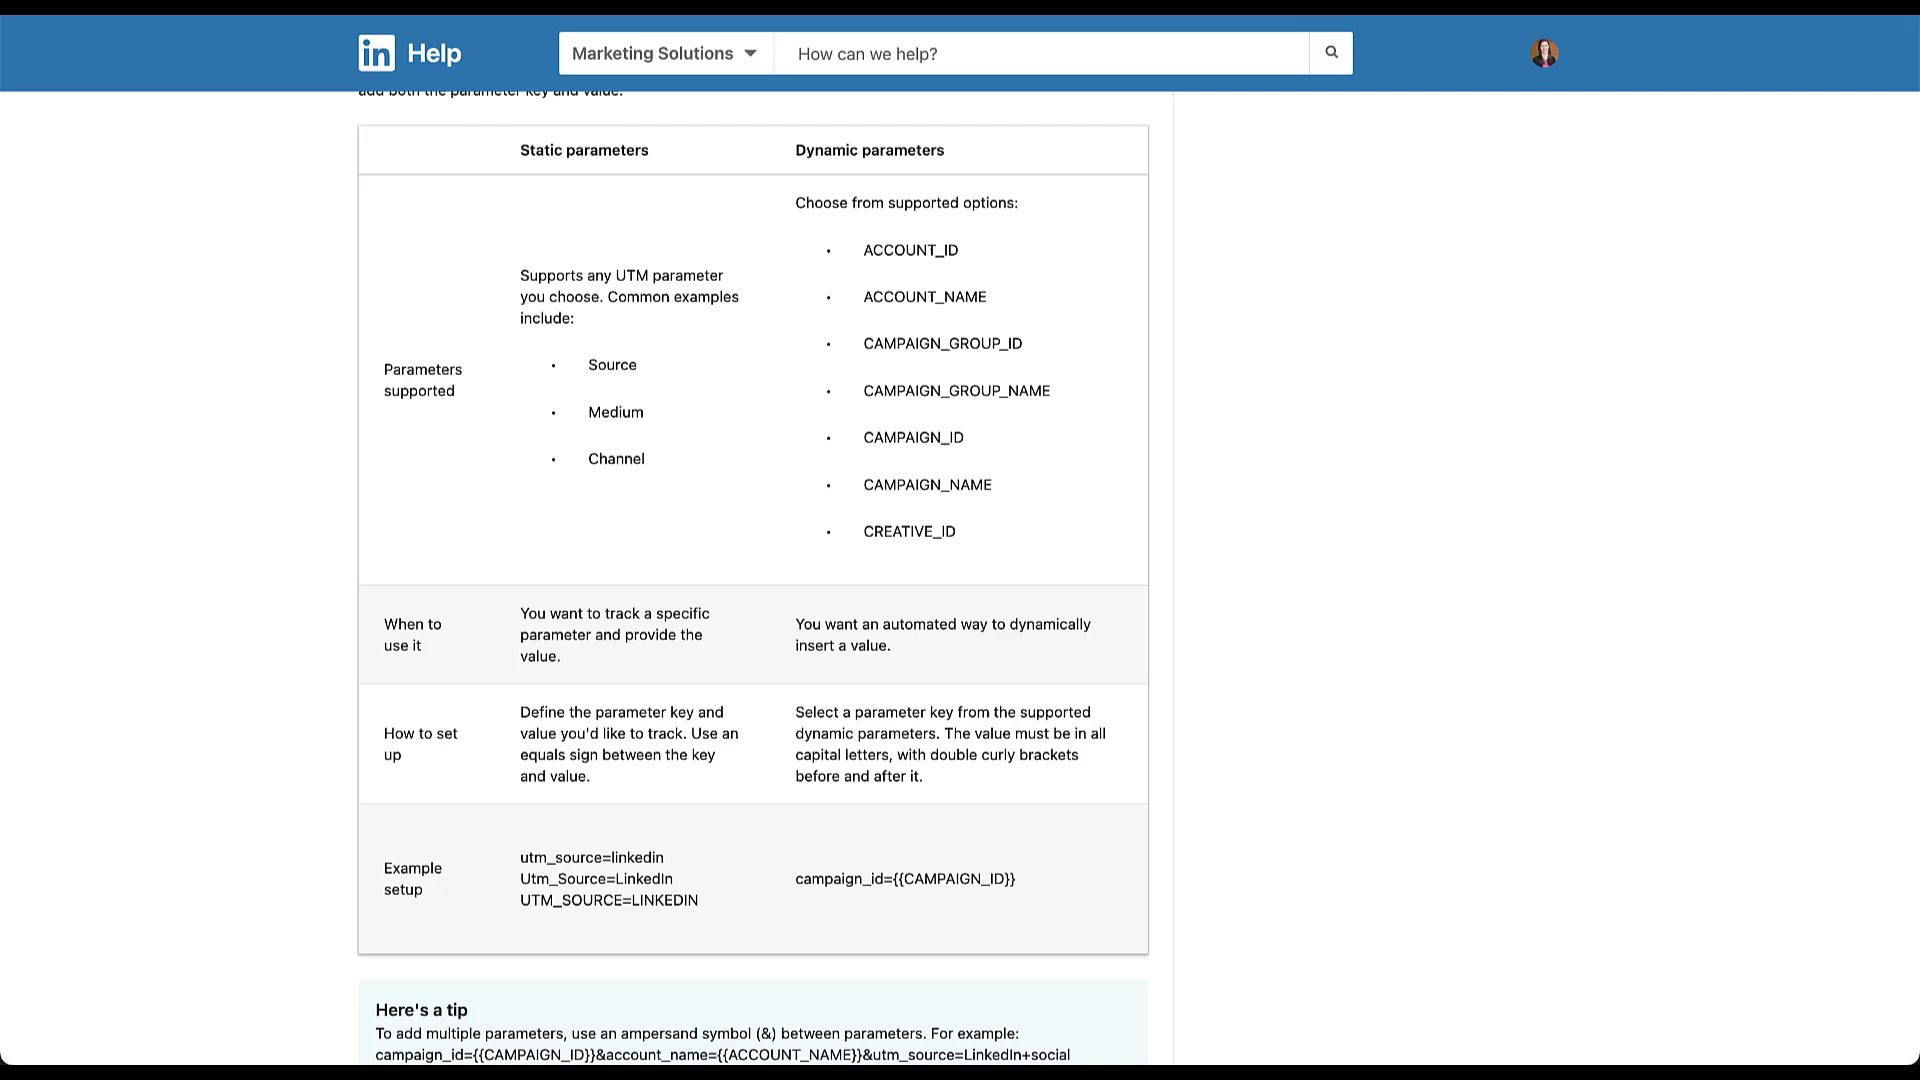 in Help
Marketing Solutions
How can we help?
add both the parameter key and value.
Static parameters
Dynamic parameters
Parameters
supported
Supports any UTM parameter
you choose. Common examples
include:
• Source
• Medium
• Channel
Choose from supported options:
• ACCOUNT_ID
• ACCOUNT_NAME
• CAMPAIGN_GROUP_ID
• CAMPAIGN_GROUP_NAME
• CAMPAIGN_ID
• CAMPAIGN_NAME
• CREATIVE_ID
When to
use it
You want to track a specific
parameter and provide the
value.
You want an automated way to dynamically
insert a value.
How to set
up
Define the parameter key and
value you'd like to track. Use an
equals sign between the key
and value.
Select a parameter key from the supported
dynamic parameters. The value must be in all
capital letters, with double curly brackets
before and after it.
Example
setup
utm_source=linkedin
Utm_Source=LinkedIn
UTM_SOURCE=LINKEDIN
campaign_id={{CAMPAIGN_ID}}
Here's a tip
To add multiple parameters, use an ampersand symbol (&) between parameters. For example:
campaign_id={{CAMPAIGN_ID}}&account_name={{ACCOUNT_NAME}}&utm_source=LinkedIn+social